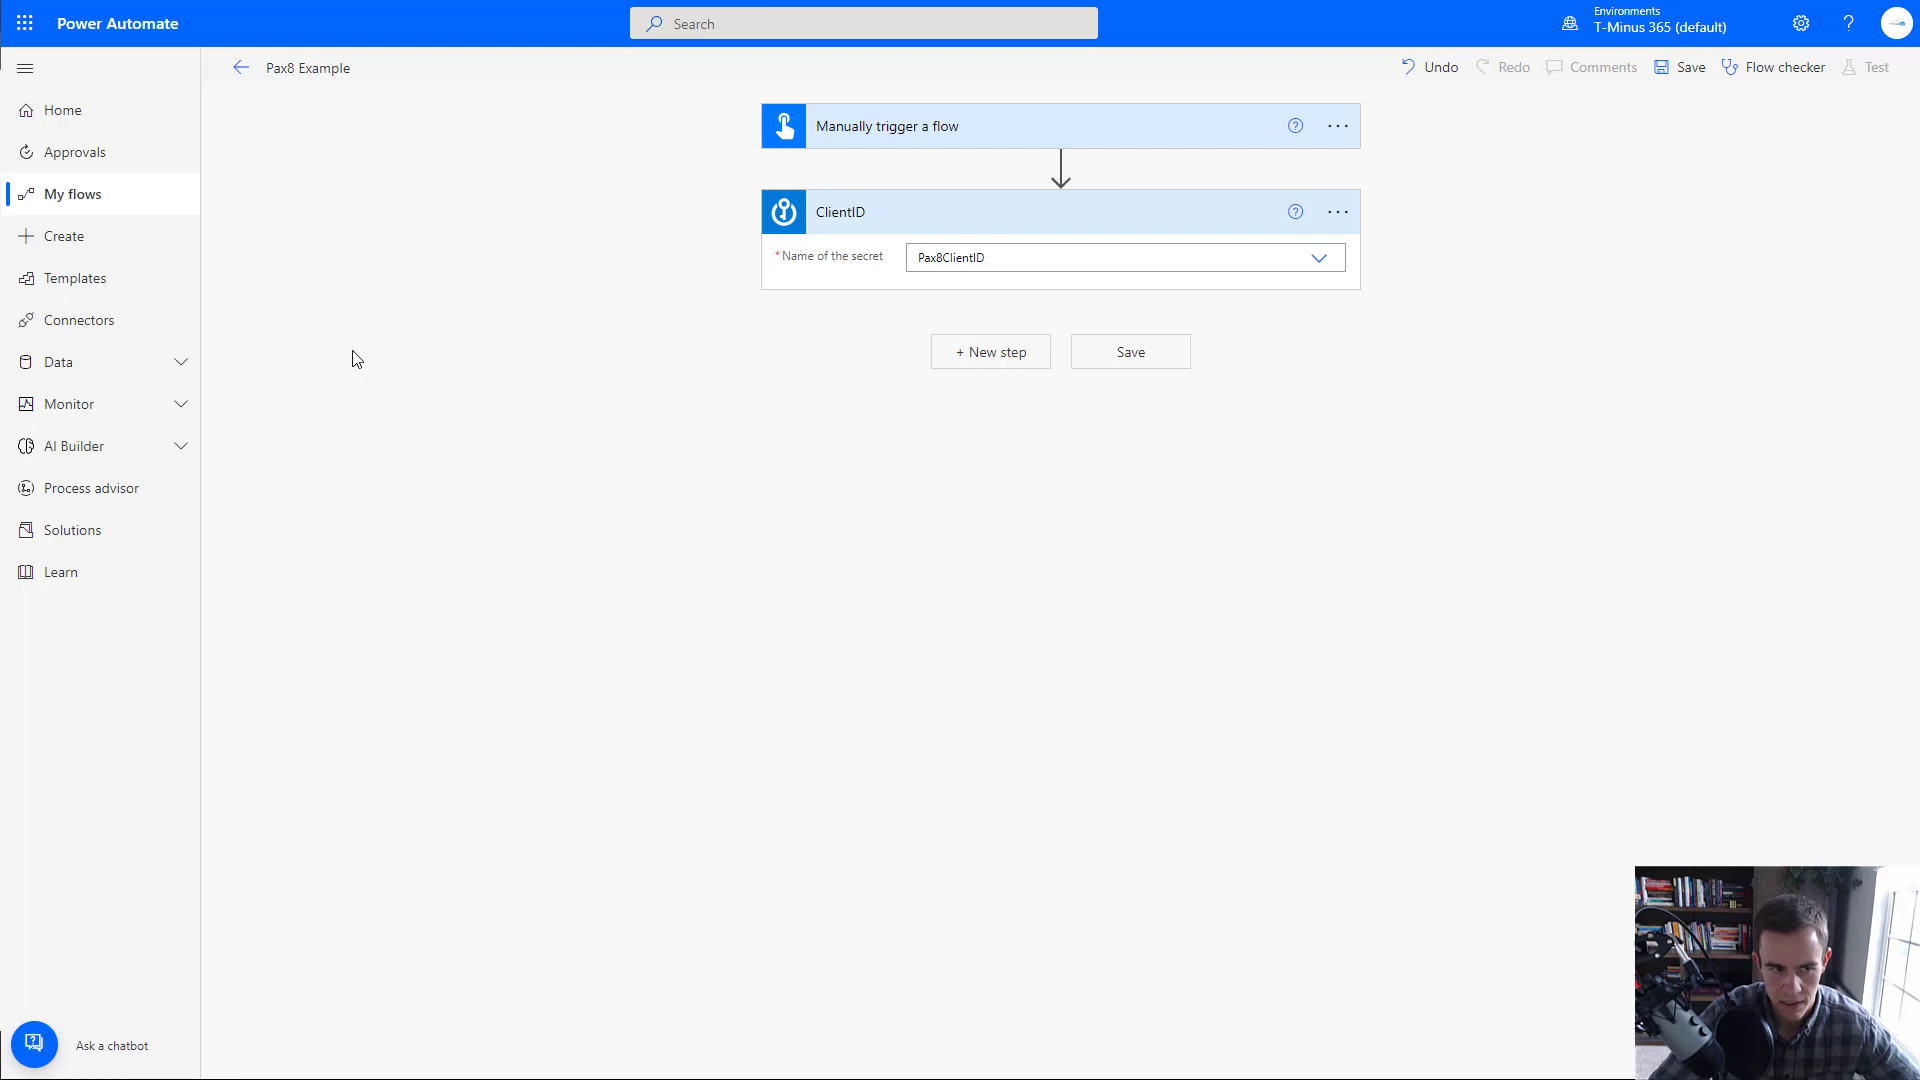 Power Automate
Search
Environments
T-Minus 365 (default)
Pax8 Example
Undo
Redo
Comments
Save
Flow checker
Test
Home
Approvals
My flows
Create
Templates
Connectors
Data
Monitor
AI Builder
Process advisor
Solutions
Learn
Ask a chatbot
Manually trigger a flow
ClientID
* Name of the secret
Pax8ClientID
+ New step
Save